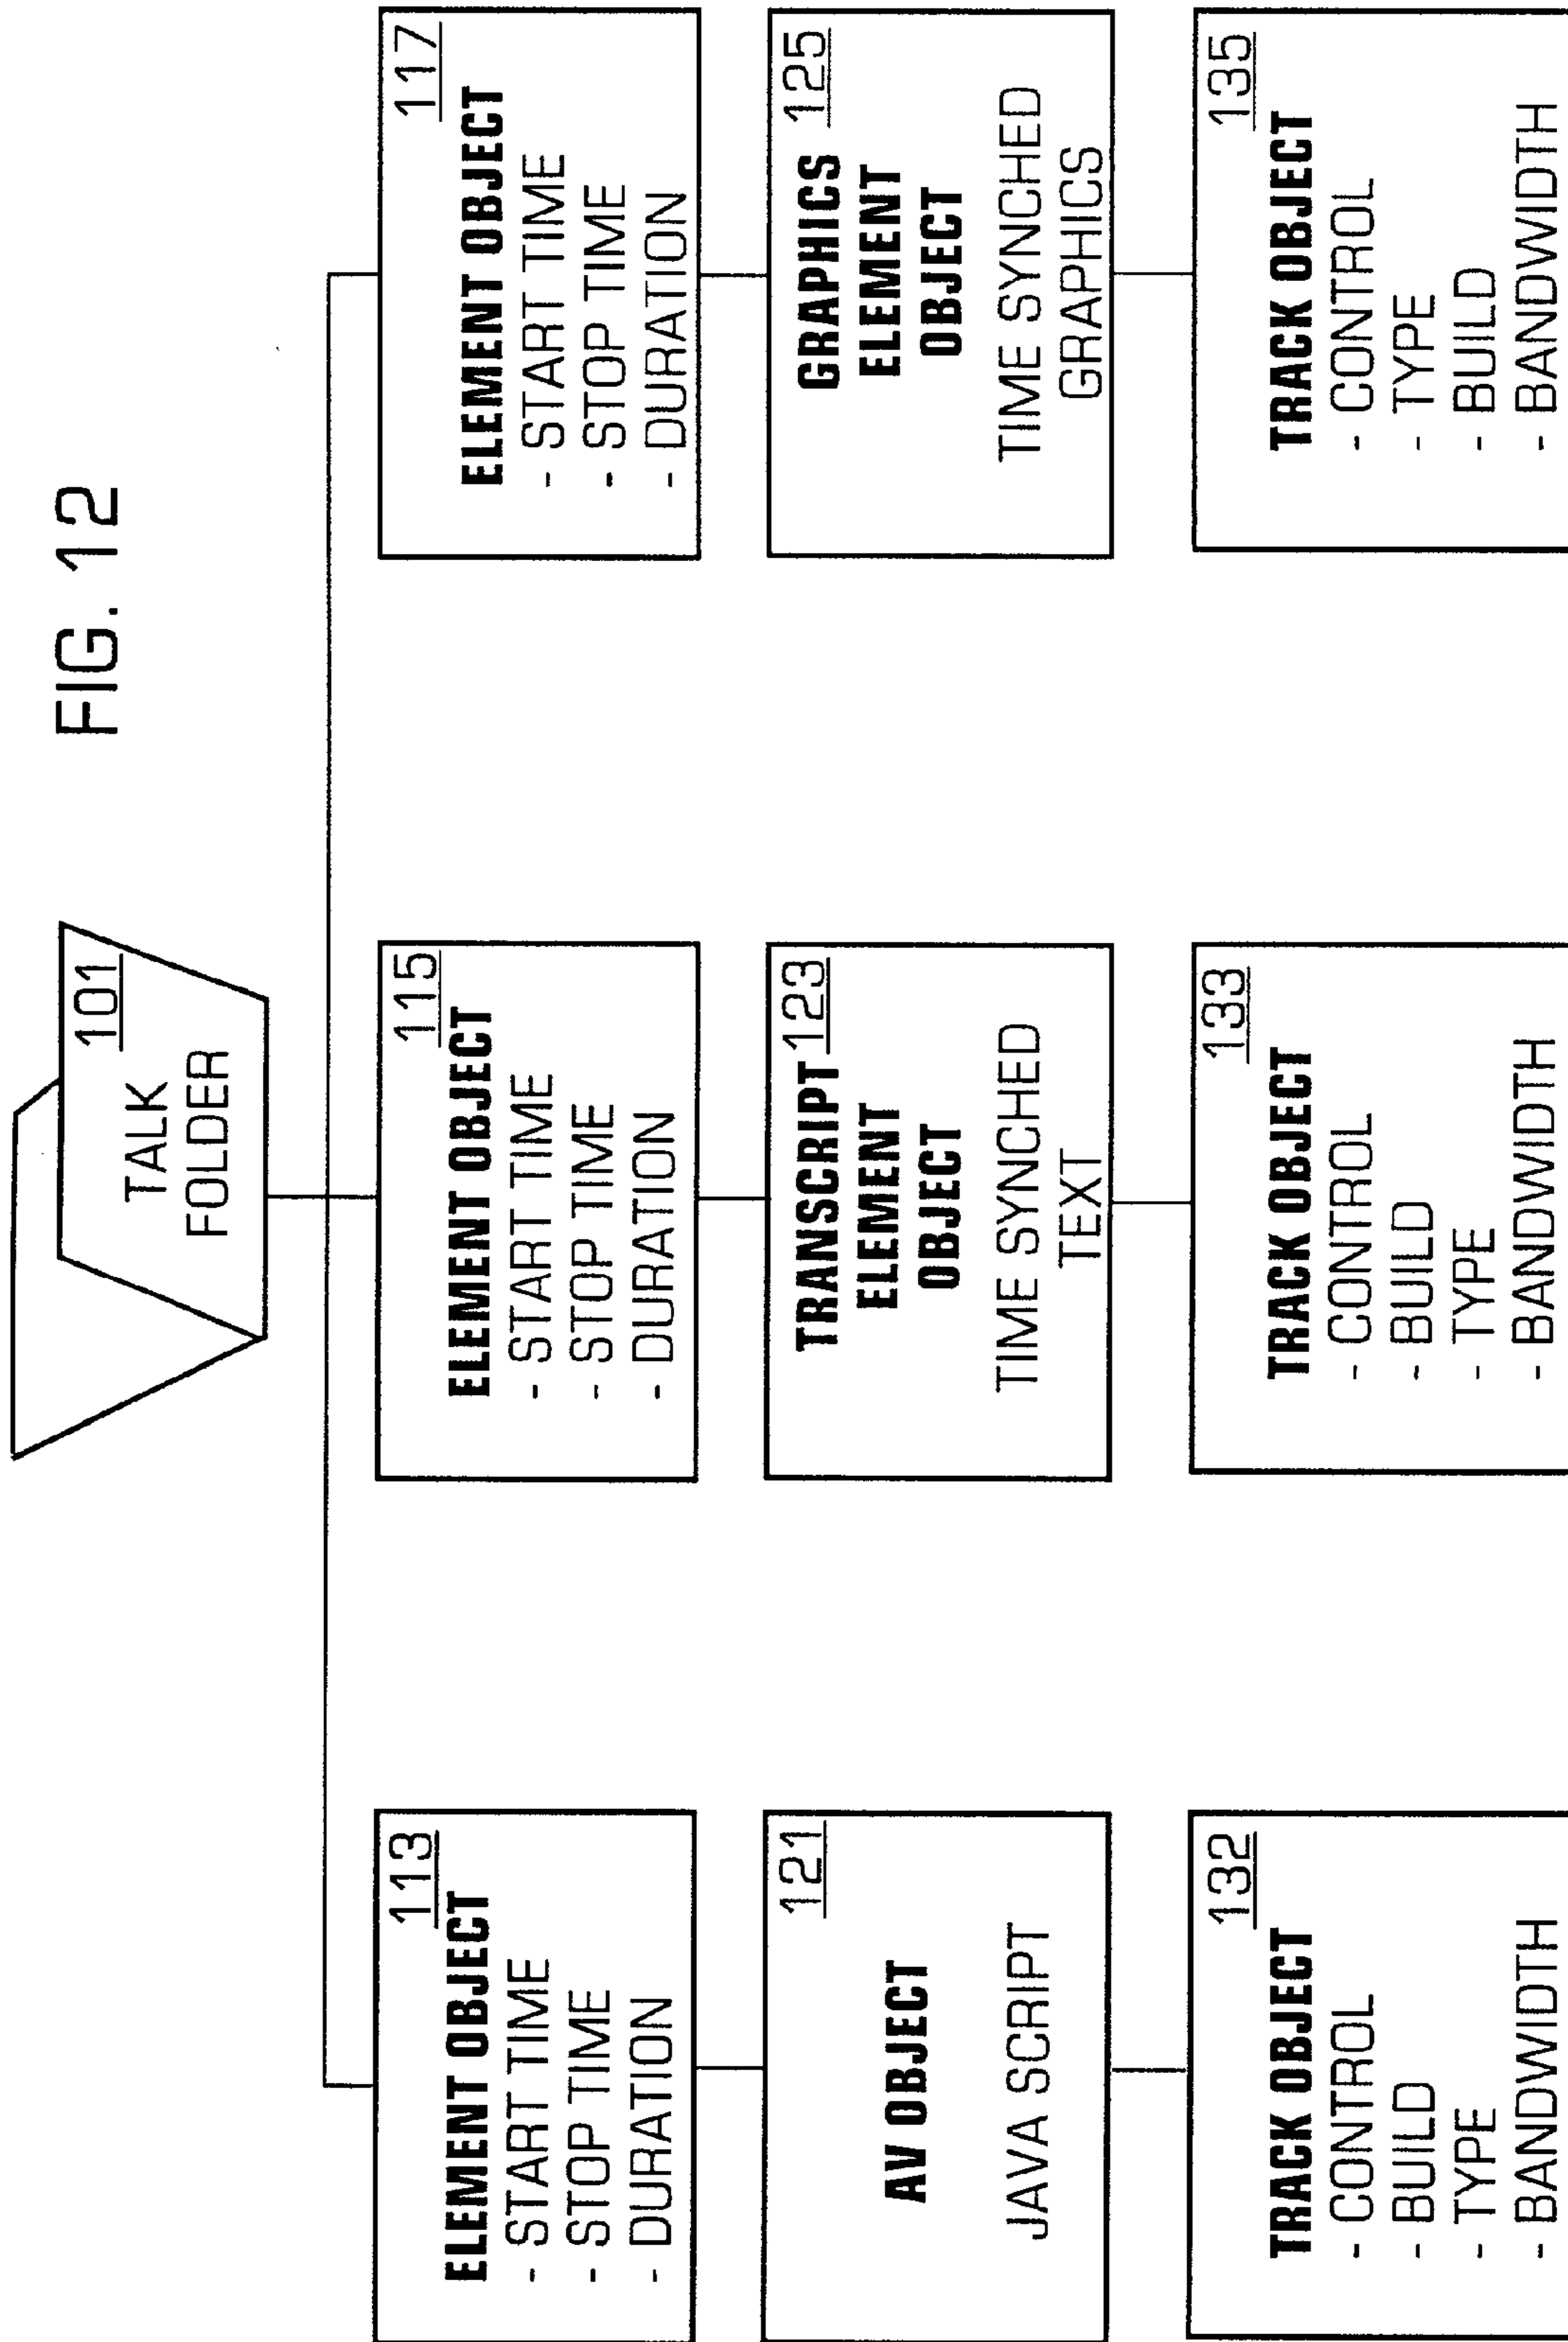 FIG. 12
101
TALK
FOLDER
113
ELEMENT OBJECT
- START TIME
- STOP TIME
- DURATION
115
ELEMENT OBJECT
- START TIME
- STOP TIME
- DURATION
117
ELEMENT OBJECT
- START TIME
- STOP TIME
- DURATION
121
AV OBJECT
JAVA SCRIPT
TRANSCRIPT 123
ELEMENT
OBJECT
TIME SYNCHED
TEXT
GRAPHICS 125
ELEMENT
OBJECT
TIME SYNCHED
GRAPHICS
132
TRACK OBJECT
- CONTROL
- BUILD
- TYPE
- BANDWIDTH
133
TRACK OBJECT
- CONTROL
- BUILD
- TYPE
- BANDWIDTH
135
TRACK OBJECT
- CONTROL
- TYPE
- BUILD
- BANDWIDTH